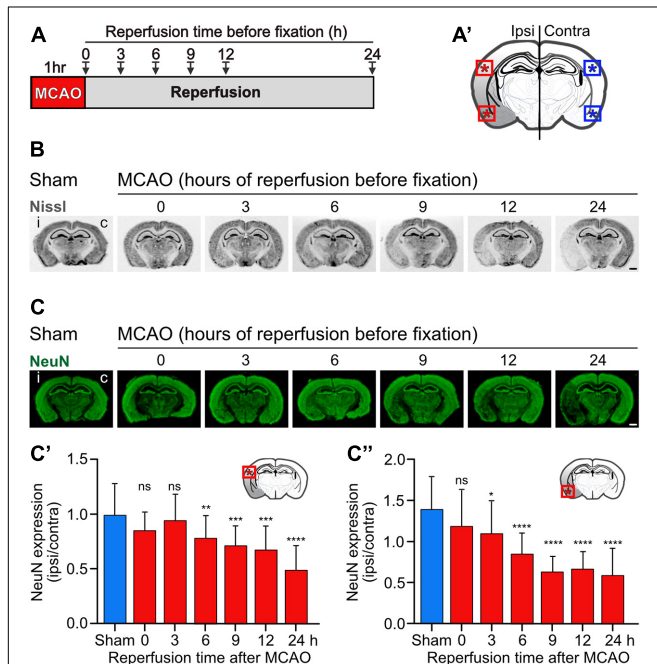 A
Reperfusion time before fixation (h)
0 3 6 9 12 24
1hr
MCAO Reperfusion
A'
Ipsi Contra
* *
* *
B
Sham MCAO (hours of reperfusion before fixation)
Nissl 0 3 6 9 12 24
i c
C
Sham MCAO (hours of reperfusion before fixation)
NeuN 0 3 6 9 12 24
i c
C'
NeuN expression
(ipsi/contra)
1.5
1.0
0.5
0.0
ns ns ** *** *** ****
*
Sham 0 3 6 9 12 24 h
Reperfusion time after MCAO
C''
NeuN expression
(ipsi/contra)
2.0
1.5
1.0
0.5
0.0
ns * **** **** **** ****
*
Sham 0 3 6 9 12 24 h
Reperfusion time after MCAO